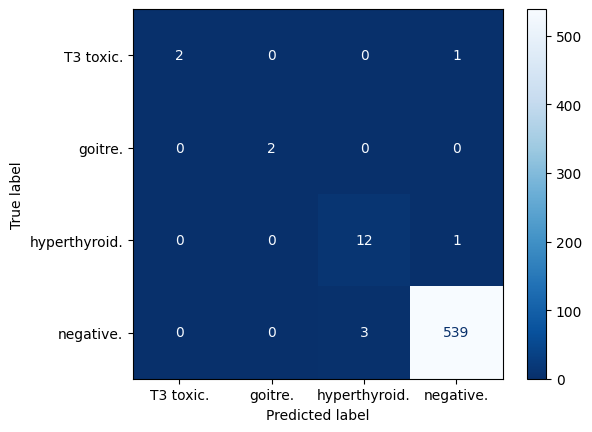 T3 toxic. 2 0 0 1
goitre. 0 2 0 0
hyperthyroid. 0 0 12 1
negative. 0 0 3 539
T3 toxic. goitre. hyperthyroid. negative.
Predicted label
True label
500
400
300
200
100
0